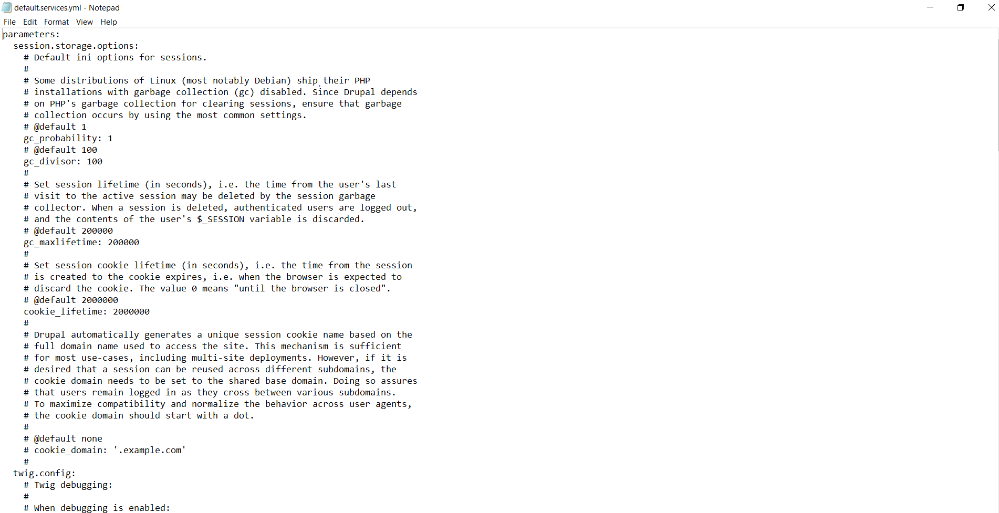 default.services.yml - Notepad
File Edit Format View Help
parameters:
  session.storage.options:
    # Default ini options for sessions.
    #
    # Some distributions of Linux (most notably Debian) ship their PHP
    # installations with garbage collection (gc) disabled. Since Drupal depends
    # on PHP's garbage collection for clearing sessions, ensure that garbage
    # collection occurs by using the most common settings.
    # @default 1
    gc_probability: 1
    # @default 100
    gc_divisor: 100
    #
    # Set session lifetime (in seconds), i.e. the time from the user's last
    # visit to the active session may be deleted by the session garbage
    # collector. When a session is deleted, authenticated users are logged out,
    # and the contents of the user's $_SESSION variable is discarded.
    # @default 200000
    gc_maxlifetime: 200000
    #
    # Set session cookie lifetime (in seconds), i.e. the time from the session
    # is created to the cookie expires, i.e. when the browser is expected to
    # discard the cookie. The value 0 means "until the browser is closed".
    # @default 2000000
    cookie_lifetime: 2000000
    #
    # Drupal automatically generates a unique session cookie name based on the
    # full domain name used to access the site. This mechanism is sufficient
    # for most use-cases, including multi-site deployments. However, if it is
    # desired that a session can be reused across different subdomains, the
    # cookie domain needs to be set to the shared base domain. Doing so assures
    # that users remain logged in as they cross between various subdomains.
    # To maximize compatibility and normalize the behavior across user agents,
    # the cookie domain should start with a dot.
    #
    # @default none
    # cookie_domain: '.example.com'
    #
  twig.config:
    # Twig debugging:
    #
    # When debugging is enabled: